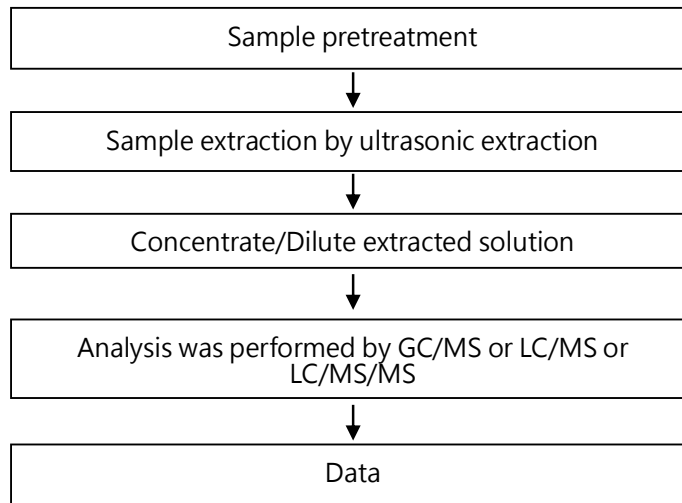 Sample pretreatment
Sample extraction by ultrasonic extraction
Concentrate/Dilute extracted solution
Analysis was performed by GC/MS or LC/MS or
LC/MS/MS
Data